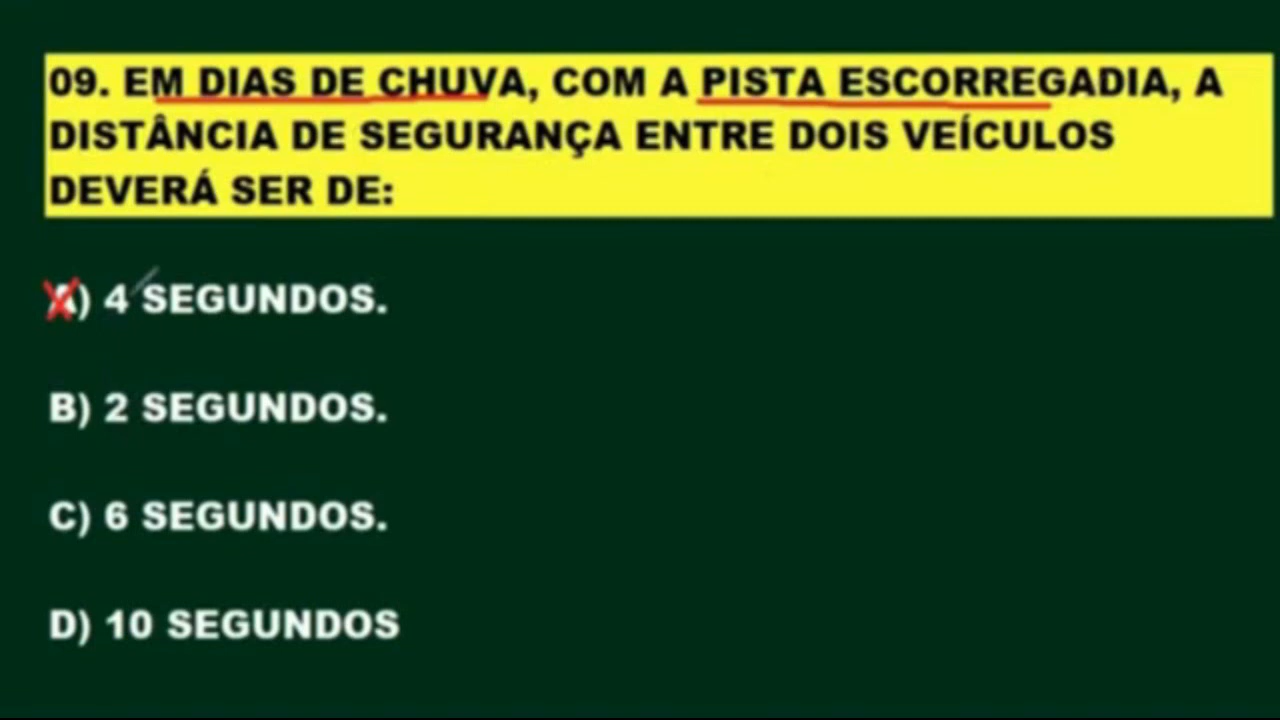 09. EM DIAS DE CHUVA, COM A PISTA ESCORREGADIA, A
DISTÂNCIA DE SEGURANÇA ENTRE DOIS VEÍCULOS
DEVERÁ SER DE:
A) 4 SEGUNDOS.
B) 2 SEGUNDOS.
C) 6 SEGUNDOS.
D) 10 SEGUNDOS